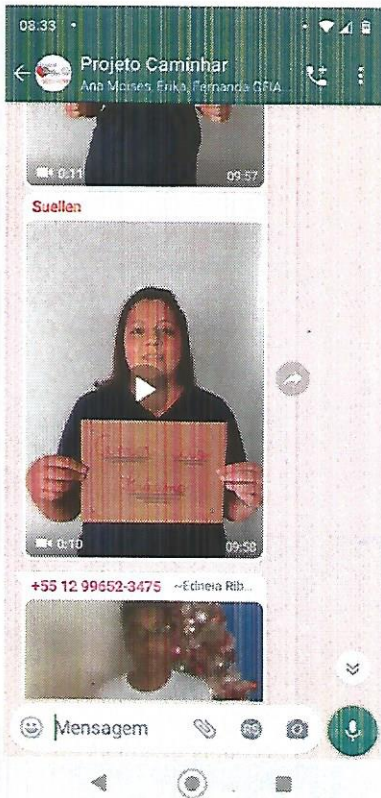 08.33
Projeto Caminhar
Ana Moises, Erika, Fernanda
0:11
09:57
Suellen
0:10
09:58
+55 12 99652-3475 ~Edneia Rib...
Mensagem